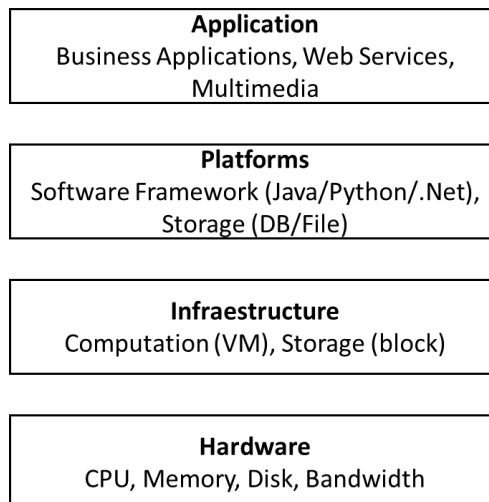 Application
Business Applications, Web Services,
Multimedia
Platforms
Software Framework (Java/Python/.Net),
Storage (DB/File)
Infraestructure
Computation (VM), Storage (block)
Hardware
CPU, Memory, Disk, Bandwidth